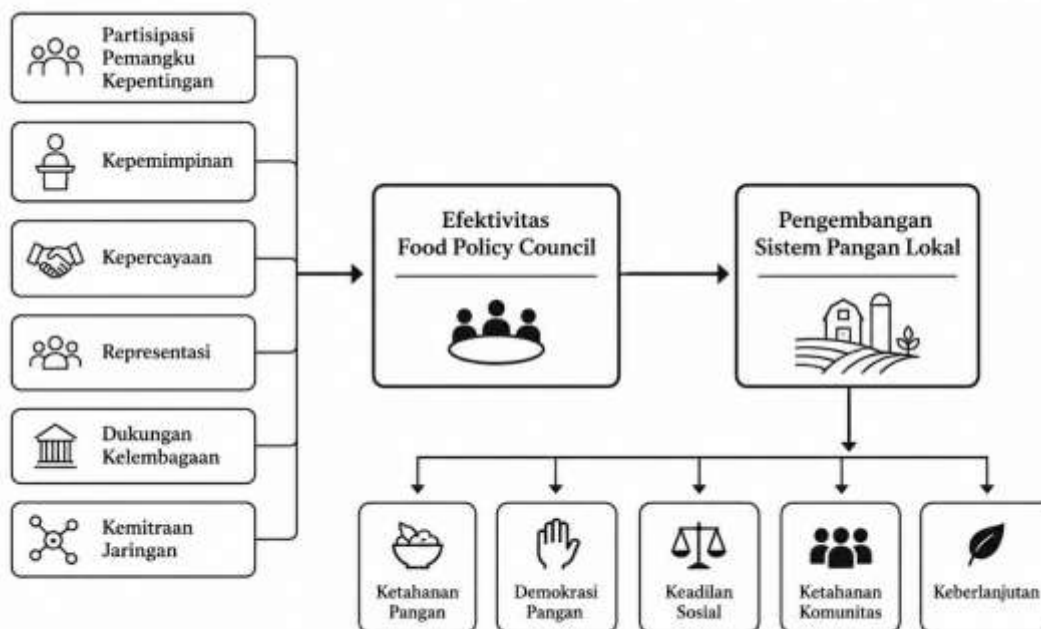 Partisipasi
Pemangku
Kepentingan
Kepemimpinan
Kepercayaan
Representasi
Dukungan
Kelembagaan
Kemitraan
Jaringan
Efektivitas
Food Policy Council
Pengembangan
Sistem Pangan Lokal
Ketahanan
Pangan
Demokrasi
Pangan
Keadilan
Sosial
Ketahanan
Komunitas
Keberlanjutan